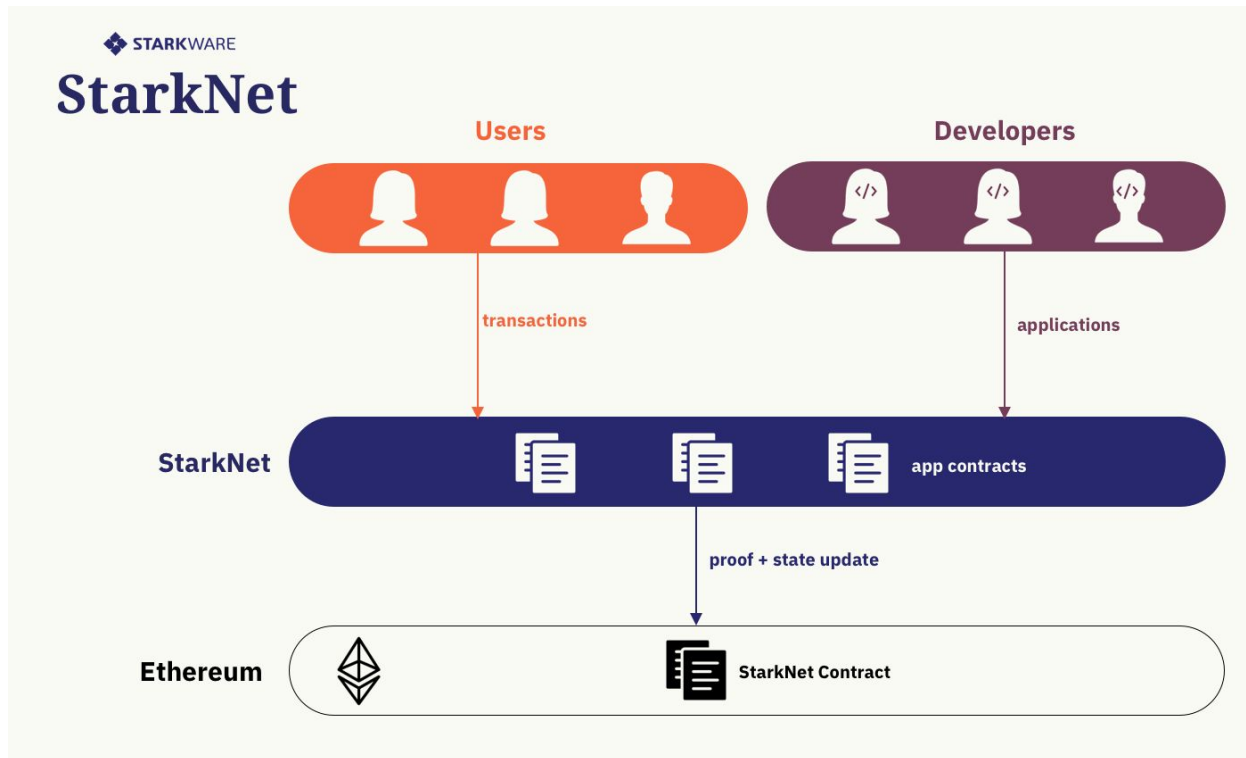 STARKWARE
StarkNet
Users
Developers
</>
</>
</>
transactions
applications
StarkNet
app contracts
proof + state update
Ethereum
StarkNet Contract